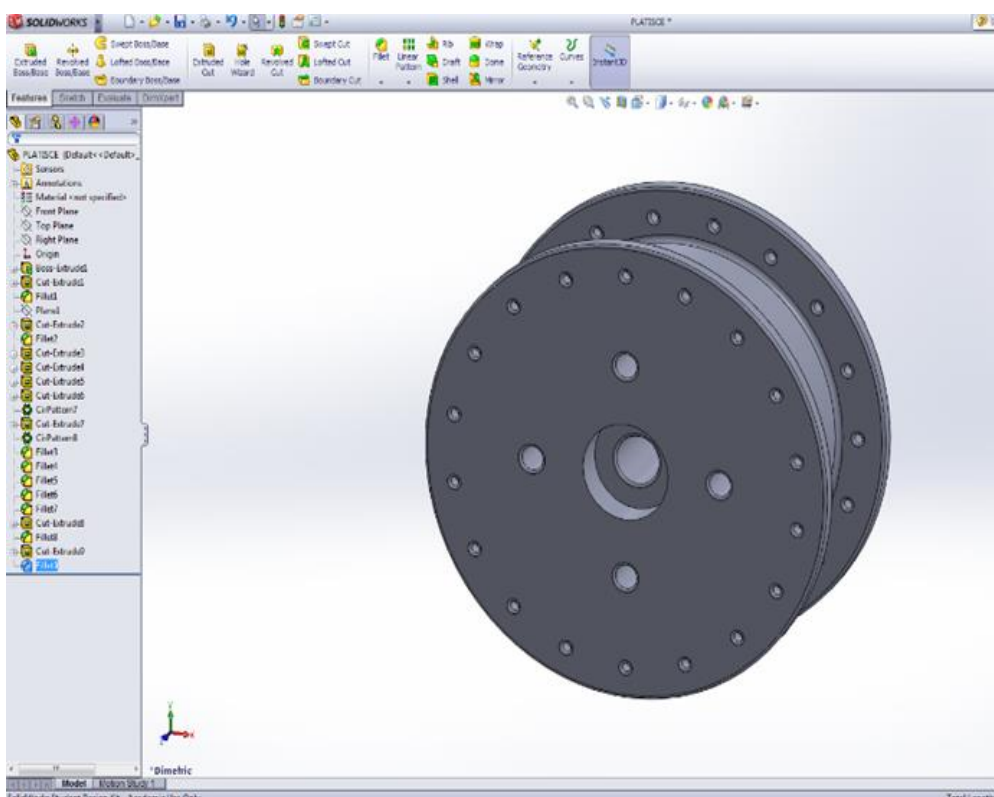 SOLIDWORKS
PLATISCE *
Extruded Boss/Base
Revolved Boss/Base
Swept Boss/Base
Lofted Boss/Base
Boundary Boss/Base
Extruded Cut
Hole Wizard
Revolved Cut
Swept Cut
Lofted Cut
Boundary Cut
Fillet
Linear Pattern
Rib
Draft
Shell
Wrap
Dome
Mirror
Reference Geometry
Curves
Instant3D
Features Sketch Evaluate DimXpert
PLATISCE (Default<<Default>_
Sensors
Annotations
Material <not specified>
Front Plane
Top Plane
Right Plane
Origin
Boss-Extrude1
Cut-Extrude1
Fillet1
Plane1
Cut-Extrude2
Fillet2
Cut-Extrude3
Cut-Extrude4
Cut-Extrude5
Cut-Extrude6
CirPattern7
Cut-Extrude7
CirPattern8
Fillet3
Fillet4
Fillet5
Fillet6
Fillet7
Cut-Extrude8
Fillet8
Cut-Extrude9
Fillet9
*Dimetric
Model Motion Study 1